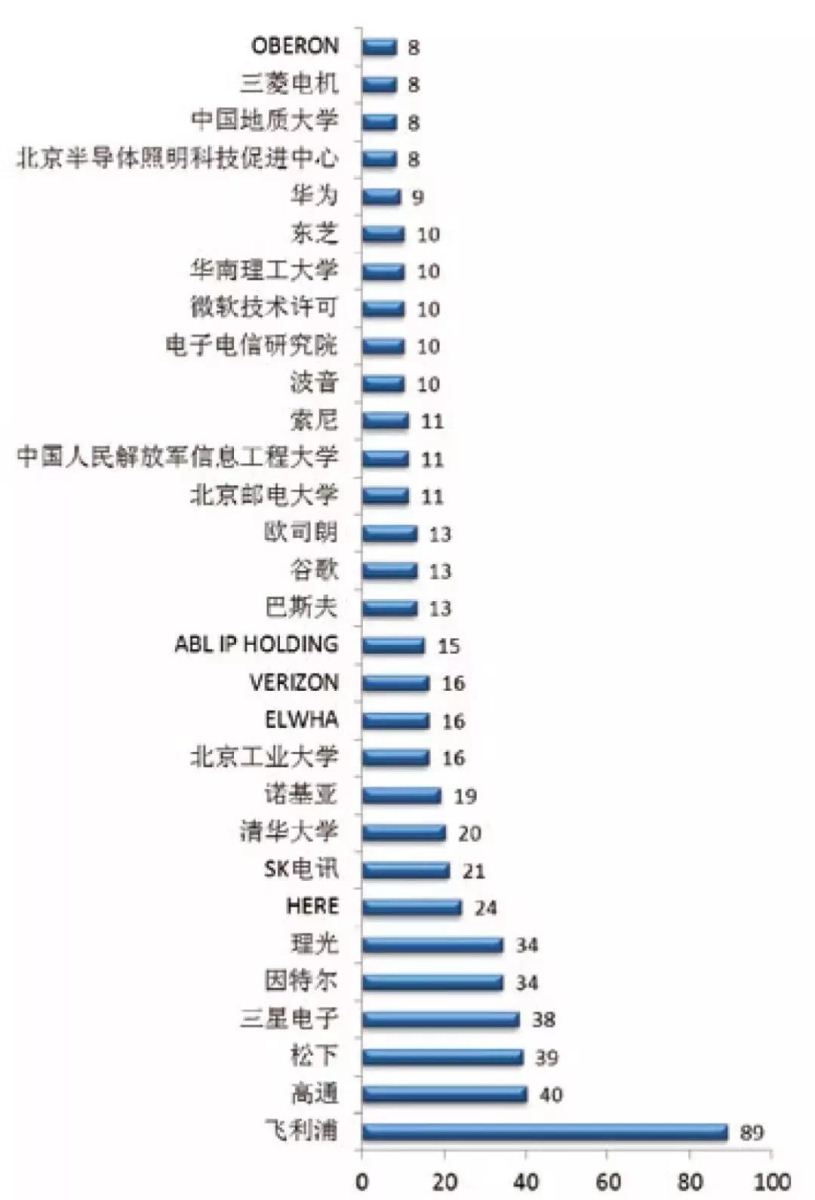 OBERON 8
三菱电机 8
中国地质大学 8
北京半导体照明科技促进中心 8
华为 9
东芝 10
华南理工大学 10
微软技术许可 10
电子电信研究院 10
波音 10
索尼 11
中国人民解放军信息工程大学 11
北京邮电大学 11
欧司朗 13
谷歌 13
巴斯夫 13
ABL IP HOLDING 15
VERIZON 16
ELWHA 16
北京工业大学 16
诺基亚 19
清华大学 20
SK电讯 21
HERE 24
理光 34
因特尔 34
三星电子 38
松下 39
高通 40
飞利浦 89
0 20 40 60 80 100